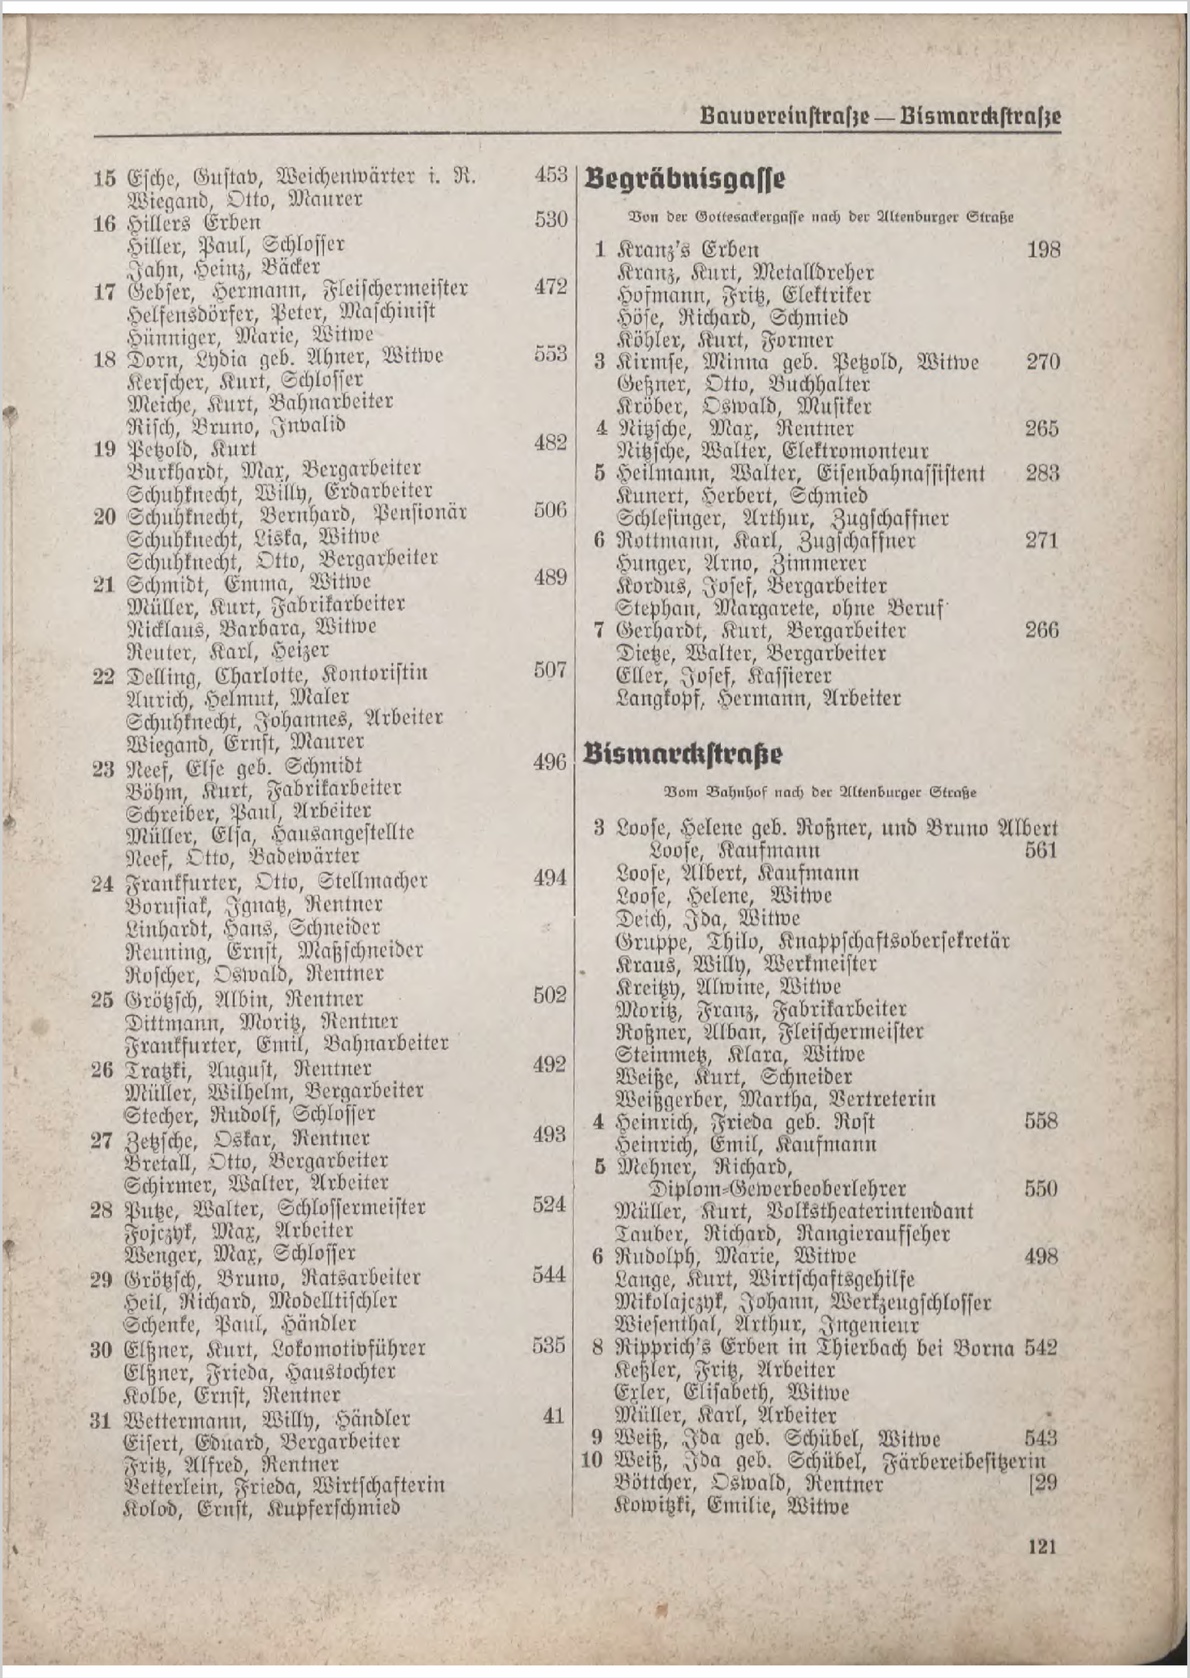 Bauvereinstraße — Bismarckstraße
15 Esche, Gustav, Weichenwärter i. R. 453
Wiegand, Otto, Maurer
16 Hillers Erben 530
Hiller, Paul, Schlosser
Jahn, Heinz, Bäcker
17 Gebser, Hermann, Fleischermeister 472
Helfensdörfer, Peter, Maschinist
Hünniger, Marie, Witwe
18 Dorn, Lydia geb. Ahner, Witwe 553
Kerscher, Kurt, Schlosser
Meiche, Kurt, Bahnarbeiter
Risch, Bruno, Invalid
19 Petzold, Kurt 482
Burkhardt, Max, Bergarbeiter
Schuhknecht, Willy, Erdarbeiter
20 Schuhknecht, Bernhard, Pensionär 506
Schuhknecht, Liska, Witwe
Schuhknecht, Otto, Bergarbeiter
21 Schmidt, Emma, Witwe 489
Müller, Kurt, Fabrikarbeiter
Nicklaus, Barbara, Witwe
Reuter, Karl, Heizer
22 Delling, Charlotte, Kontoristin 507
Aurich, Helmut, Maler
Schuhknecht, Johannes, Arbeiter
Wiegand, Ernst, Maurer
23 Neef, Else geb. Schmidt 496
Böhm, Kurt, Fabrikarbeiter
Schreiber, Paul, Arbeiter
Müller, Elsa, Hausangestellte
Neef, Otto, Badewärter
24 Frankfurter, Otto, Stellmacher 494
Borusiak, Ignatz, Rentner
Linhardt, Hans, Schneider
Reuning, Ernst, Maßschneider
Roscher, Oswald, Rentner
25 Grötzsch, Albin, Rentner 502
Dittmann, Moritz, Rentner
Frankfurter, Emil, Bahnarbeiter
26 Tratzki, August, Rentner 492
Müller, Wilhelm, Bergarbeiter
Stecher, Rudolf, Schlosser
27 Zetzsche, Oskar, Rentner 493
Bretall, Otto, Bergarbeiter
Schirmer, Walter, Arbeiter
28 Putze, Walter, Schlossermeister 524
Fojczyk, Max, Arbeiter
Wenger, Max, Schlosser
29 Grötzsch, Bruno, Ratsarbeiter 544
Heil, Richard, Modelltischler
Schenke, Paul, Händler
30 Elßner, Kurt, Lokomotivführer 535
Elßner, Frieda, Haustochter
Kolbe, Ernst, Rentner
31 Wettermann, Willy, Händler 41
Eisert, Eduard, Bergarbeiter
Fritz, Alfred, Rentner
Vetterlein, Frieda, Wirtschafterin
Kolod, Ernst, Kupferschmied
Begräbnisgasse
Von der Gottesackergasse nach der Altenburger Straße
1 Kranz's Erben 198
Kranz, Kurt, Metalldreher
Hofmann, Fritz, Elektriker
Höse, Richard, Schmied
Köhler, Kurt, Former
3 Kirmse, Minna geb. Petzold, Witwe 270
Geßner, Otto, Buchhalter
Kröber, Oswald, Musiker
4 Nitzsche, Max, Rentner 265
Nitzsche, Walter, Elektromonteur
5 Heilmann, Walter, Eisenbahnassistent 283
Kunert, Herbert, Schmied
Schlesinger, Arthur, Zugschaffner
6 Rottmann, Karl, Zugschaffner 271
Hunger, Arno, Zimmerer
Kordus, Josef, Bergarbeiter
Stephan, Margarete, ohne Beruf
7 Gerhardt, Kurt, Bergarbeiter 266
Dietze, Walter, Bergarbeiter
Eller, Josef, Kassierer
Langkopf, Hermann, Arbeiter
Bismarckstraße
Vom Bahnhof nach der Altenburger Straße
3 Loose, Helene geb. Roßner, und Bruno Albert
Loose, Kaufmann 561
Loose, Albert, Kaufmann
Loose, Helene, Witwe
Deich, Ida, Witwe
Gruppe, Thilo, Knappschaftsobersekretär
Kraus, Willy, Werkmeister
Kreitzy, Alwine, Witwe
Moritz, Franz, Fabrikarbeiter
Roßner, Alban, Fleischermeister
Steinmetz, Klara, Witwe
Weiße, Kurt, Schneider
Weißgerber, Martha, Vertreterin
4 Heinrich, Frieda geb. Rost 558
Heinrich, Emil, Kaufmann
5 Mehner, Richard,
Diplom-Gewerbeoberlehrer 550
Müller, Kurt, Volkstheaterintendant
Tauber, Richard, Rangieraufseher
6 Rudolph, Marie, Witwe 498
Lange, Kurt, Wirtschaftsgehilfe
Mikolajczyk, Johann, Werkzeugschlosser
Wiesenthal, Arthur, Ingenieur
8 Ripprich's Erben in Thierbach bei Borna 542
Keßler, Fritz, Arbeiter
Exler, Elisabeth, Witwe
Müller, Karl, Arbeiter
9 Weiß, Ida geb. Schübel, Witwe 543
10 Weiß, Ida geb. Schübel, Färbereibesitzerin
Böttcher, Oswald, Rentner [29
Kowitzki, Emilie, Witwe
121